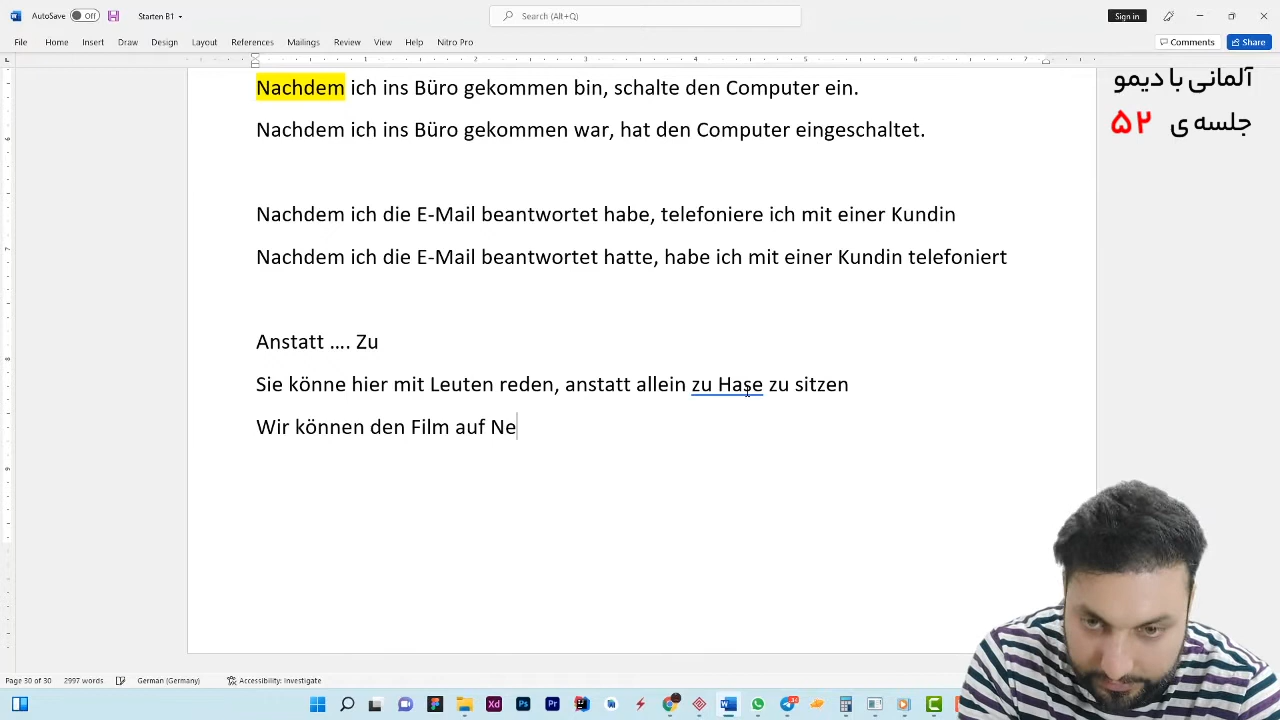 AutoSave Off Starten B1 Search (Alt+Q) Sign in
File Home Insert Draw Design Layout References Mailings Review View Help Nitro Pro Comments Share
آلمانی با دیمو
جلسه ی ۵۲
Nachdem ich ins Büro gekommen bin, schalte den Computer ein.
Nachdem ich ins Büro gekommen war, hat den Computer eingeschaltet.
Nachdem ich die E-Mail beantwortet habe, telefoniere ich mit einer Kundin
Nachdem ich die E-Mail beantwortet hatte, habe ich mit einer Kundin telefoniert
Anstatt …. Zu
Sie könne hier mit Leuten reden, anstatt allein zu Hase zu sitzen
Wir können den Film auf Ne
Page 30 of 30 2997 words German (Germany) Accessibility: Investigate